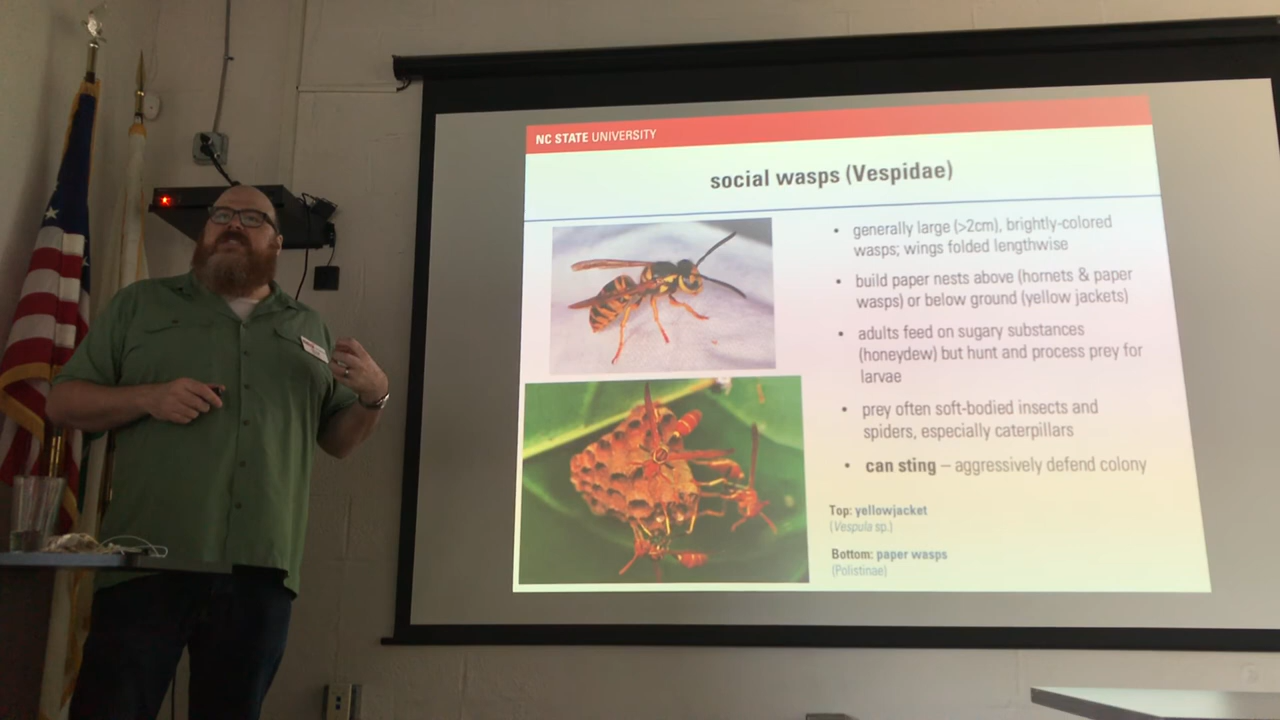 NC STATE UNIVERSITY
social wasps (Vespidae)
• generally large (>2cm), brightly-colored
wasps; wings folded lengthwise
• build paper nests above (hornets & paper
wasps) or below ground (yellow jackets)
• adults feed on sugary substances
(honeydew) but hunt and process prey for
larvae
• prey often soft-bodied insects and
spiders, especially caterpillars
• can sting – aggressively defend colony
Top: yellowjacket
(Vespula sp.)
Bottom: paper wasps
(Polistinae)